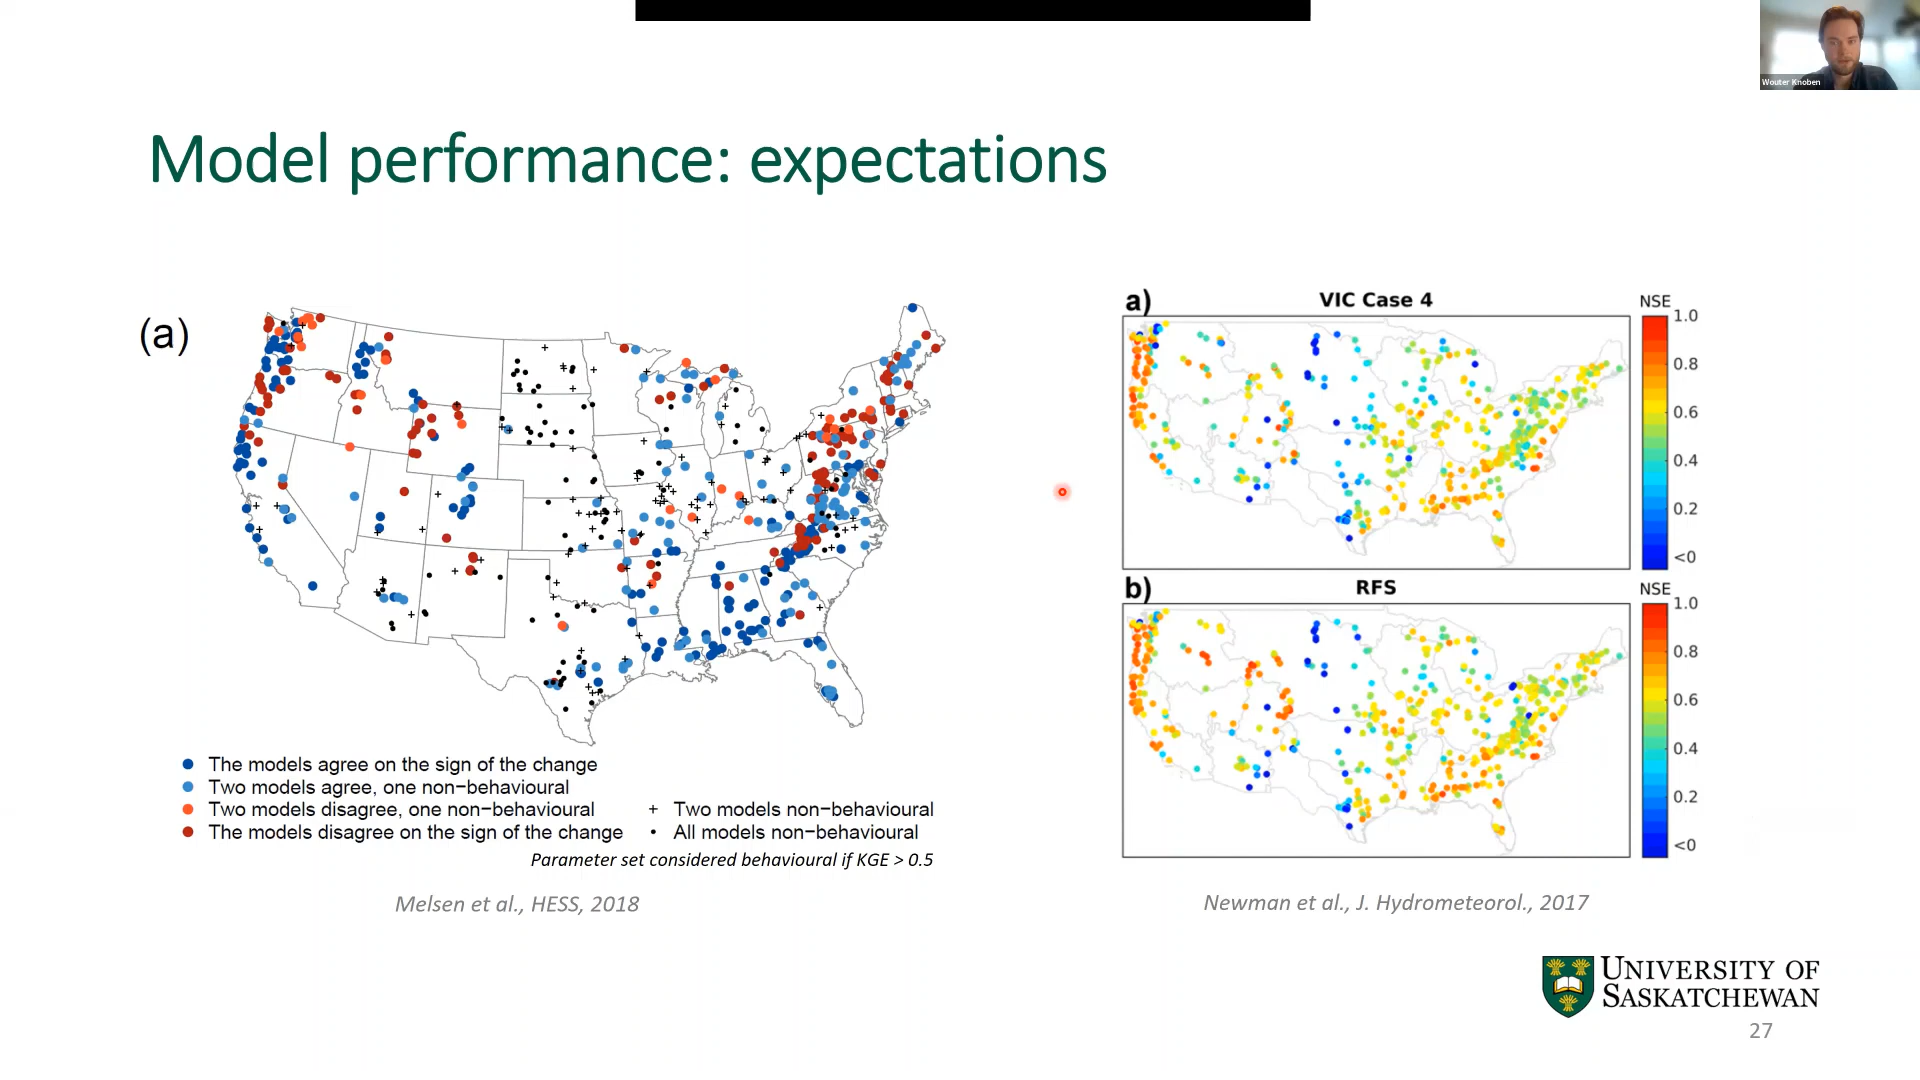 Wouter Knoben
Model performance: expectations
(a)
The models agree on the sign of the change
Two models agree, one non−behavioural
Two models disagree, one non−behavioural
The models disagree on the sign of the change
+ Two models non−behavioural
All models non−behavioural
Parameter set considered behavioural if KGE > 0.5
Melsen et al., HESS, 2018
a)
VIC Case 4
NSE
1.0
0.8
0.6
0.4
0.2
<0
b)
RFS
NSE
1.0
0.8
0.6
0.4
0.2
<0
Newman et al., J. Hydrometeorol., 2017
UNIVERSITY OF
SASKATCHEWAN
27